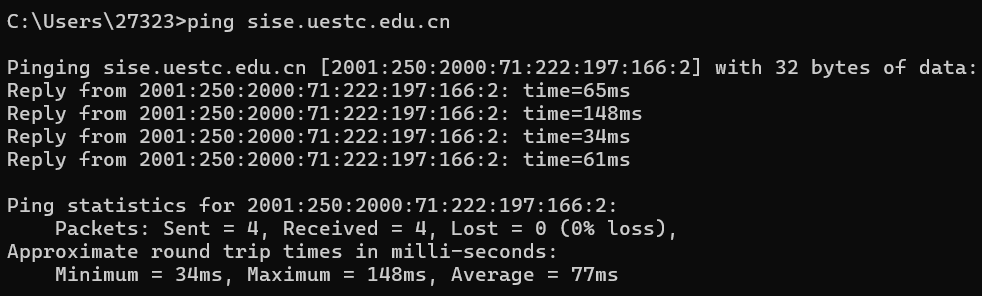 C:\Users\27323>ping sise.uestc.edu.cn
Pinging sise.uestc.edu.cn [2001:250:2000:71:222:197:166:2] with 32 bytes of data:
Reply from 2001:250:2000:71:222:197:166:2: time=65ms
Reply from 2001:250:2000:71:222:197:166:2: time=148ms
Reply from 2001:250:2000:71:222:197:166:2: time=34ms
Reply from 2001:250:2000:71:222:197:166:2: time=61ms
Ping statistics for 2001:250:2000:71:222:197:166:2:
    Packets: Sent = 4, Received = 4, Lost = 0 (0% loss),
Approximate round trip times in milli-seconds:
    Minimum = 34ms, Maximum = 148ms, Average = 77ms